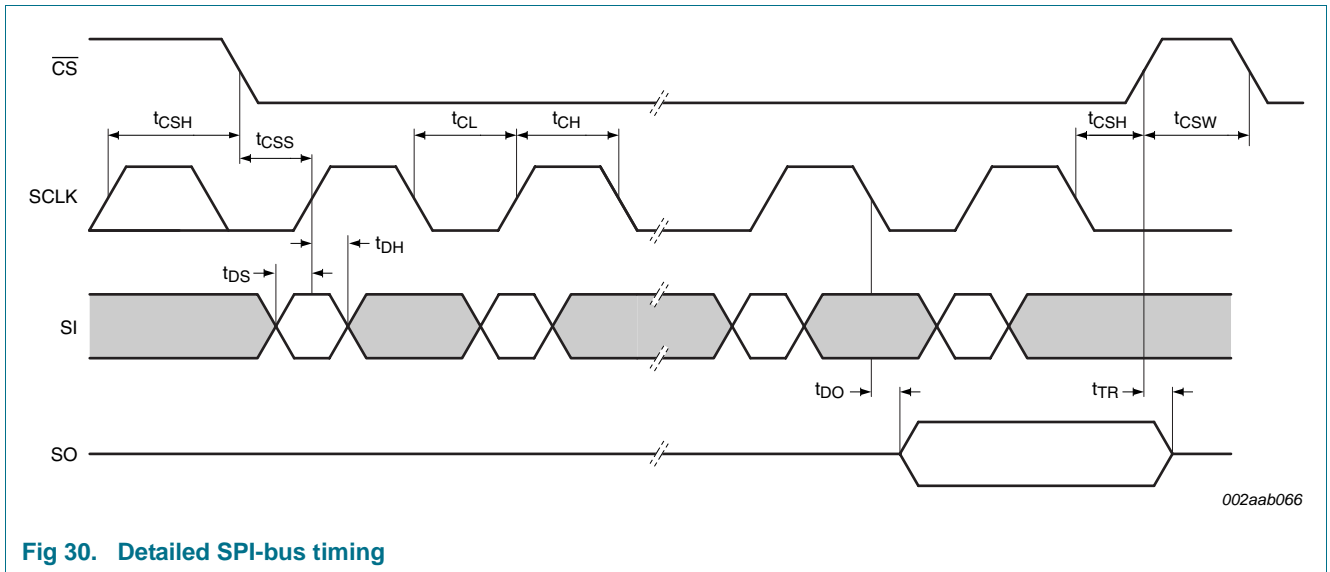 CS
tCSH
tCSS
tCL
tCH
tCSH
tCSW
SCLK
tDH
tDS
SI
tDO
tTR
SO
002aab066
Fig 30. Detailed SPI-bus timing